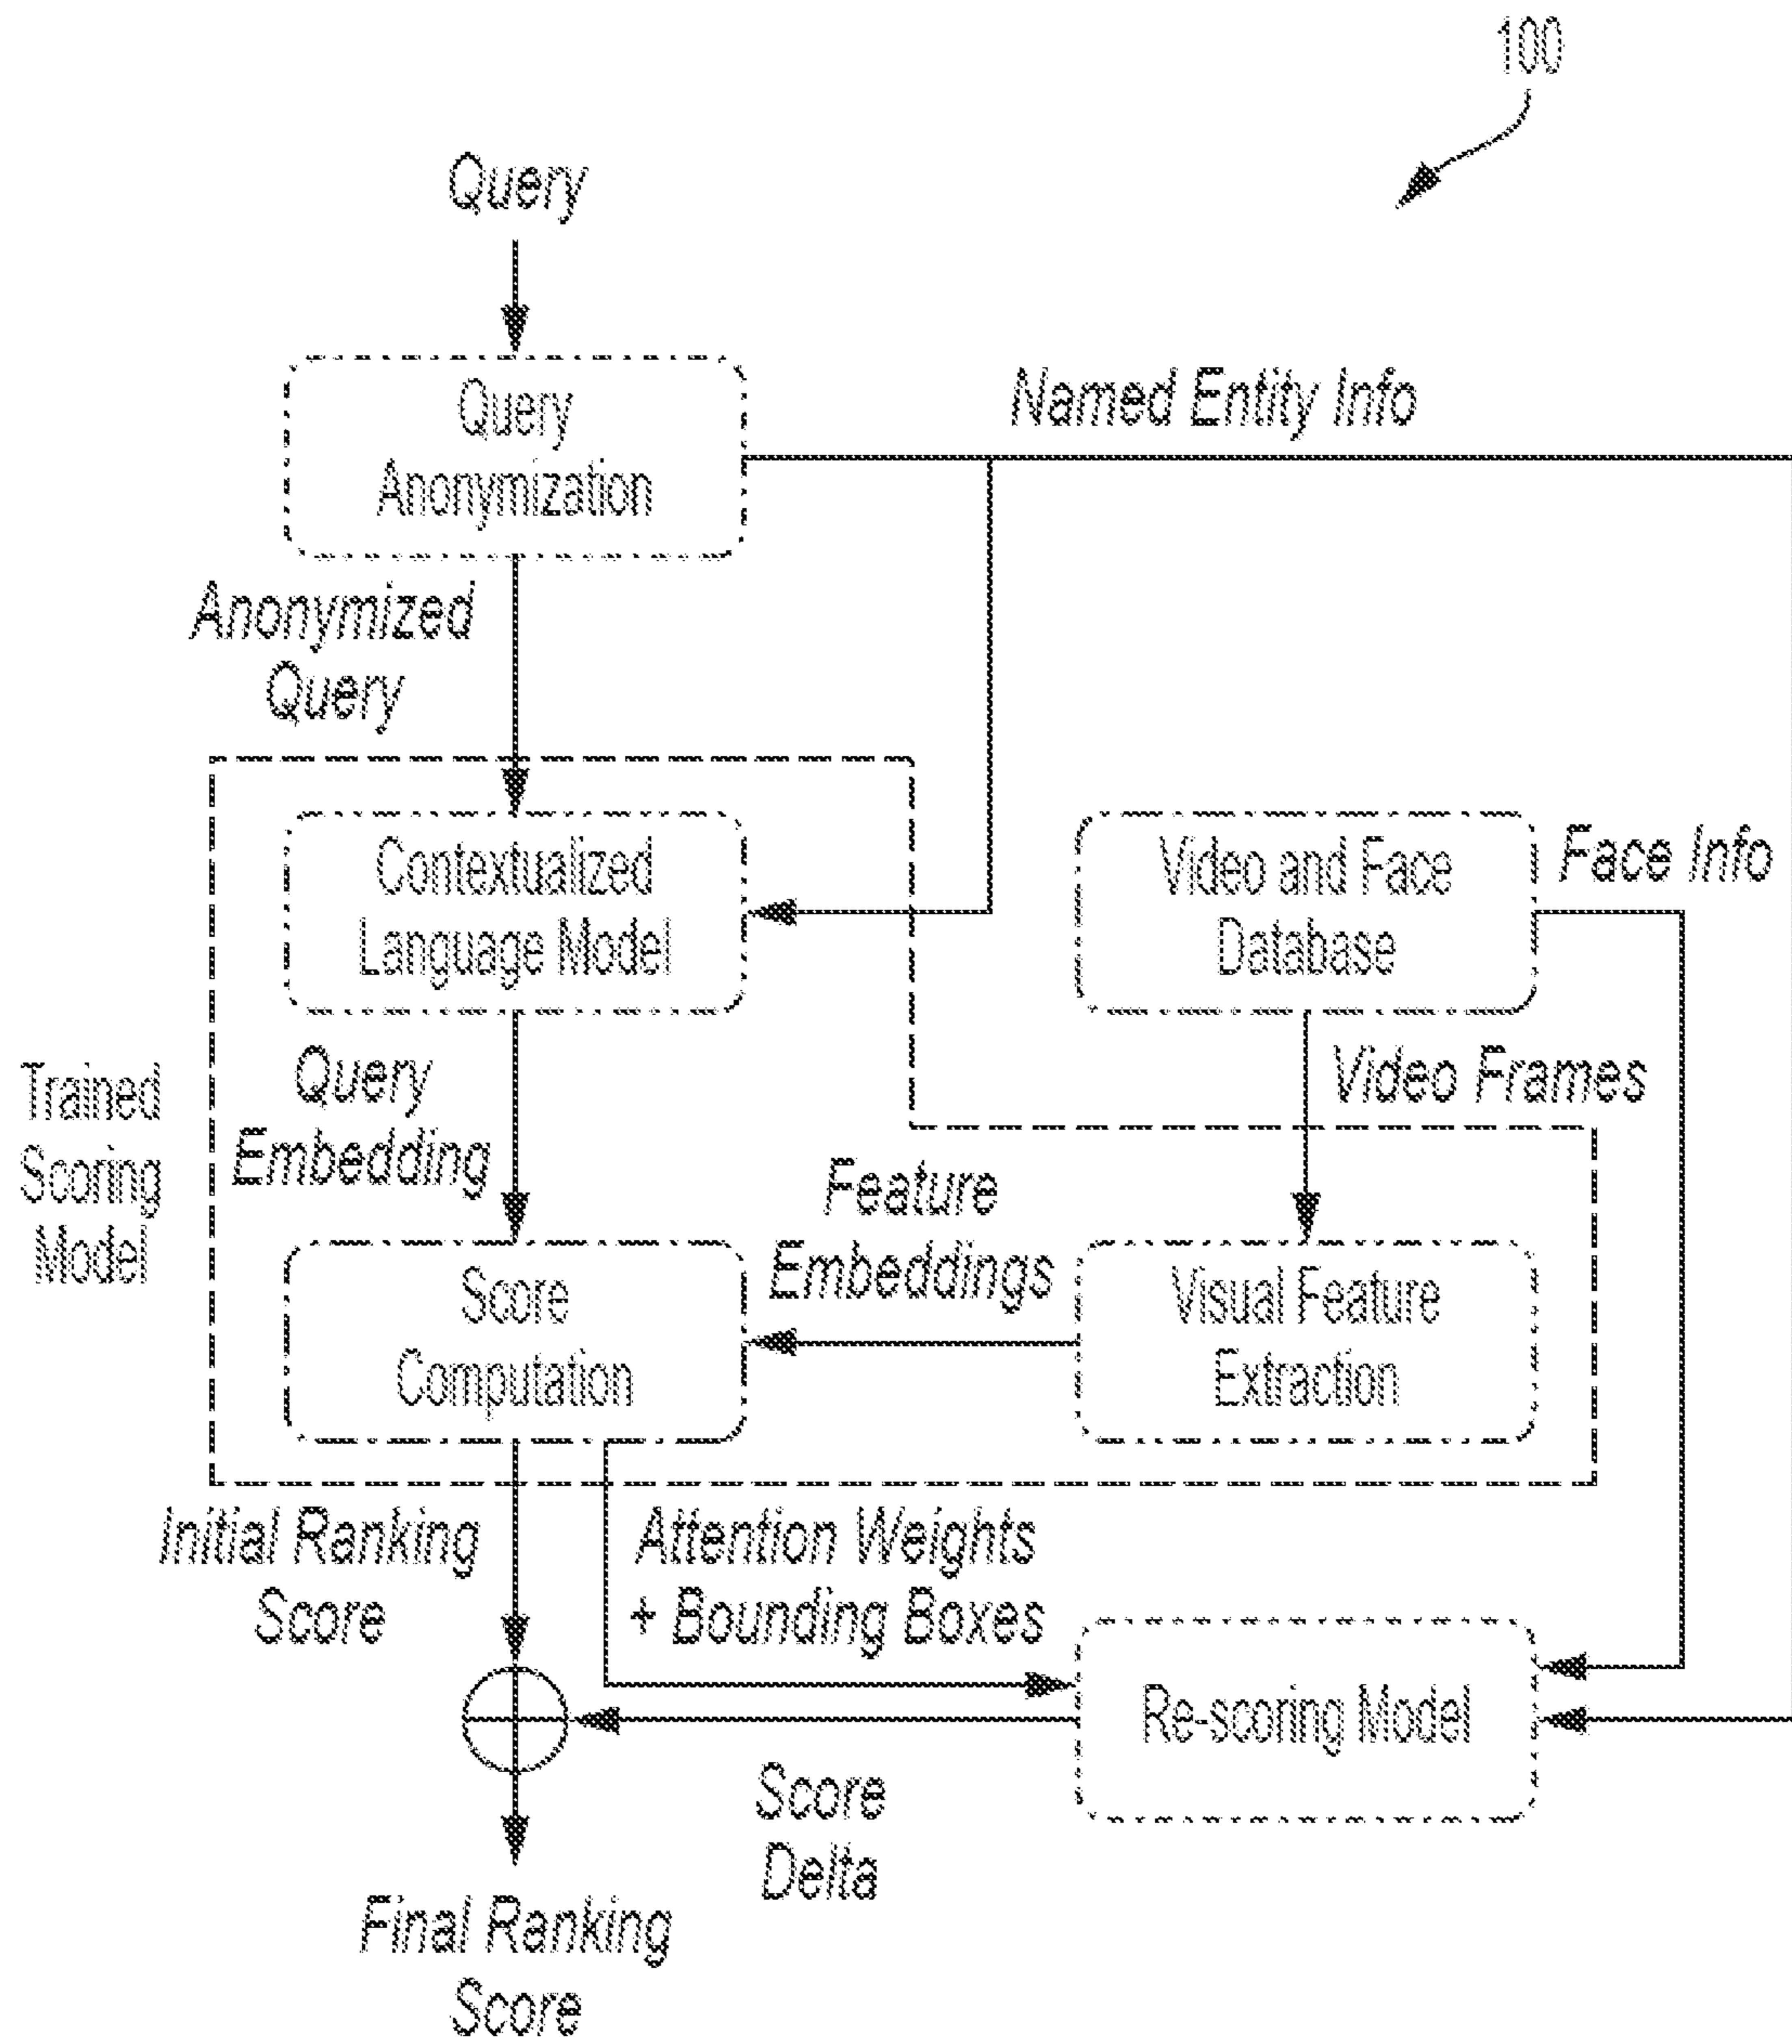 100
Query
Query
Anonymization
Named Entity Info
Anonymized
Query
Contextualized
Language Model
Video and Face
Database
Face Info
Query
Embedding
Video Frames
Trained
Scoring
Model
Feature
Embeddings
Score
Computation
Visual Feature
Extraction
Initial Ranking
Score
Attention Weights
+ Bounding Boxes
Re-scoring Model
Score
Delta
Final Ranking
Score